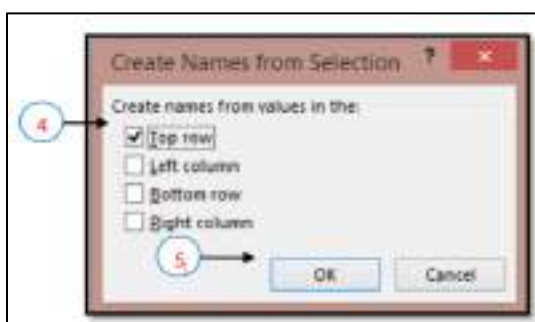 Create Names from Selection ? x
Create names from values in the:
4
Top row
Left column
Bottom row
Right column
5
OK Cancel